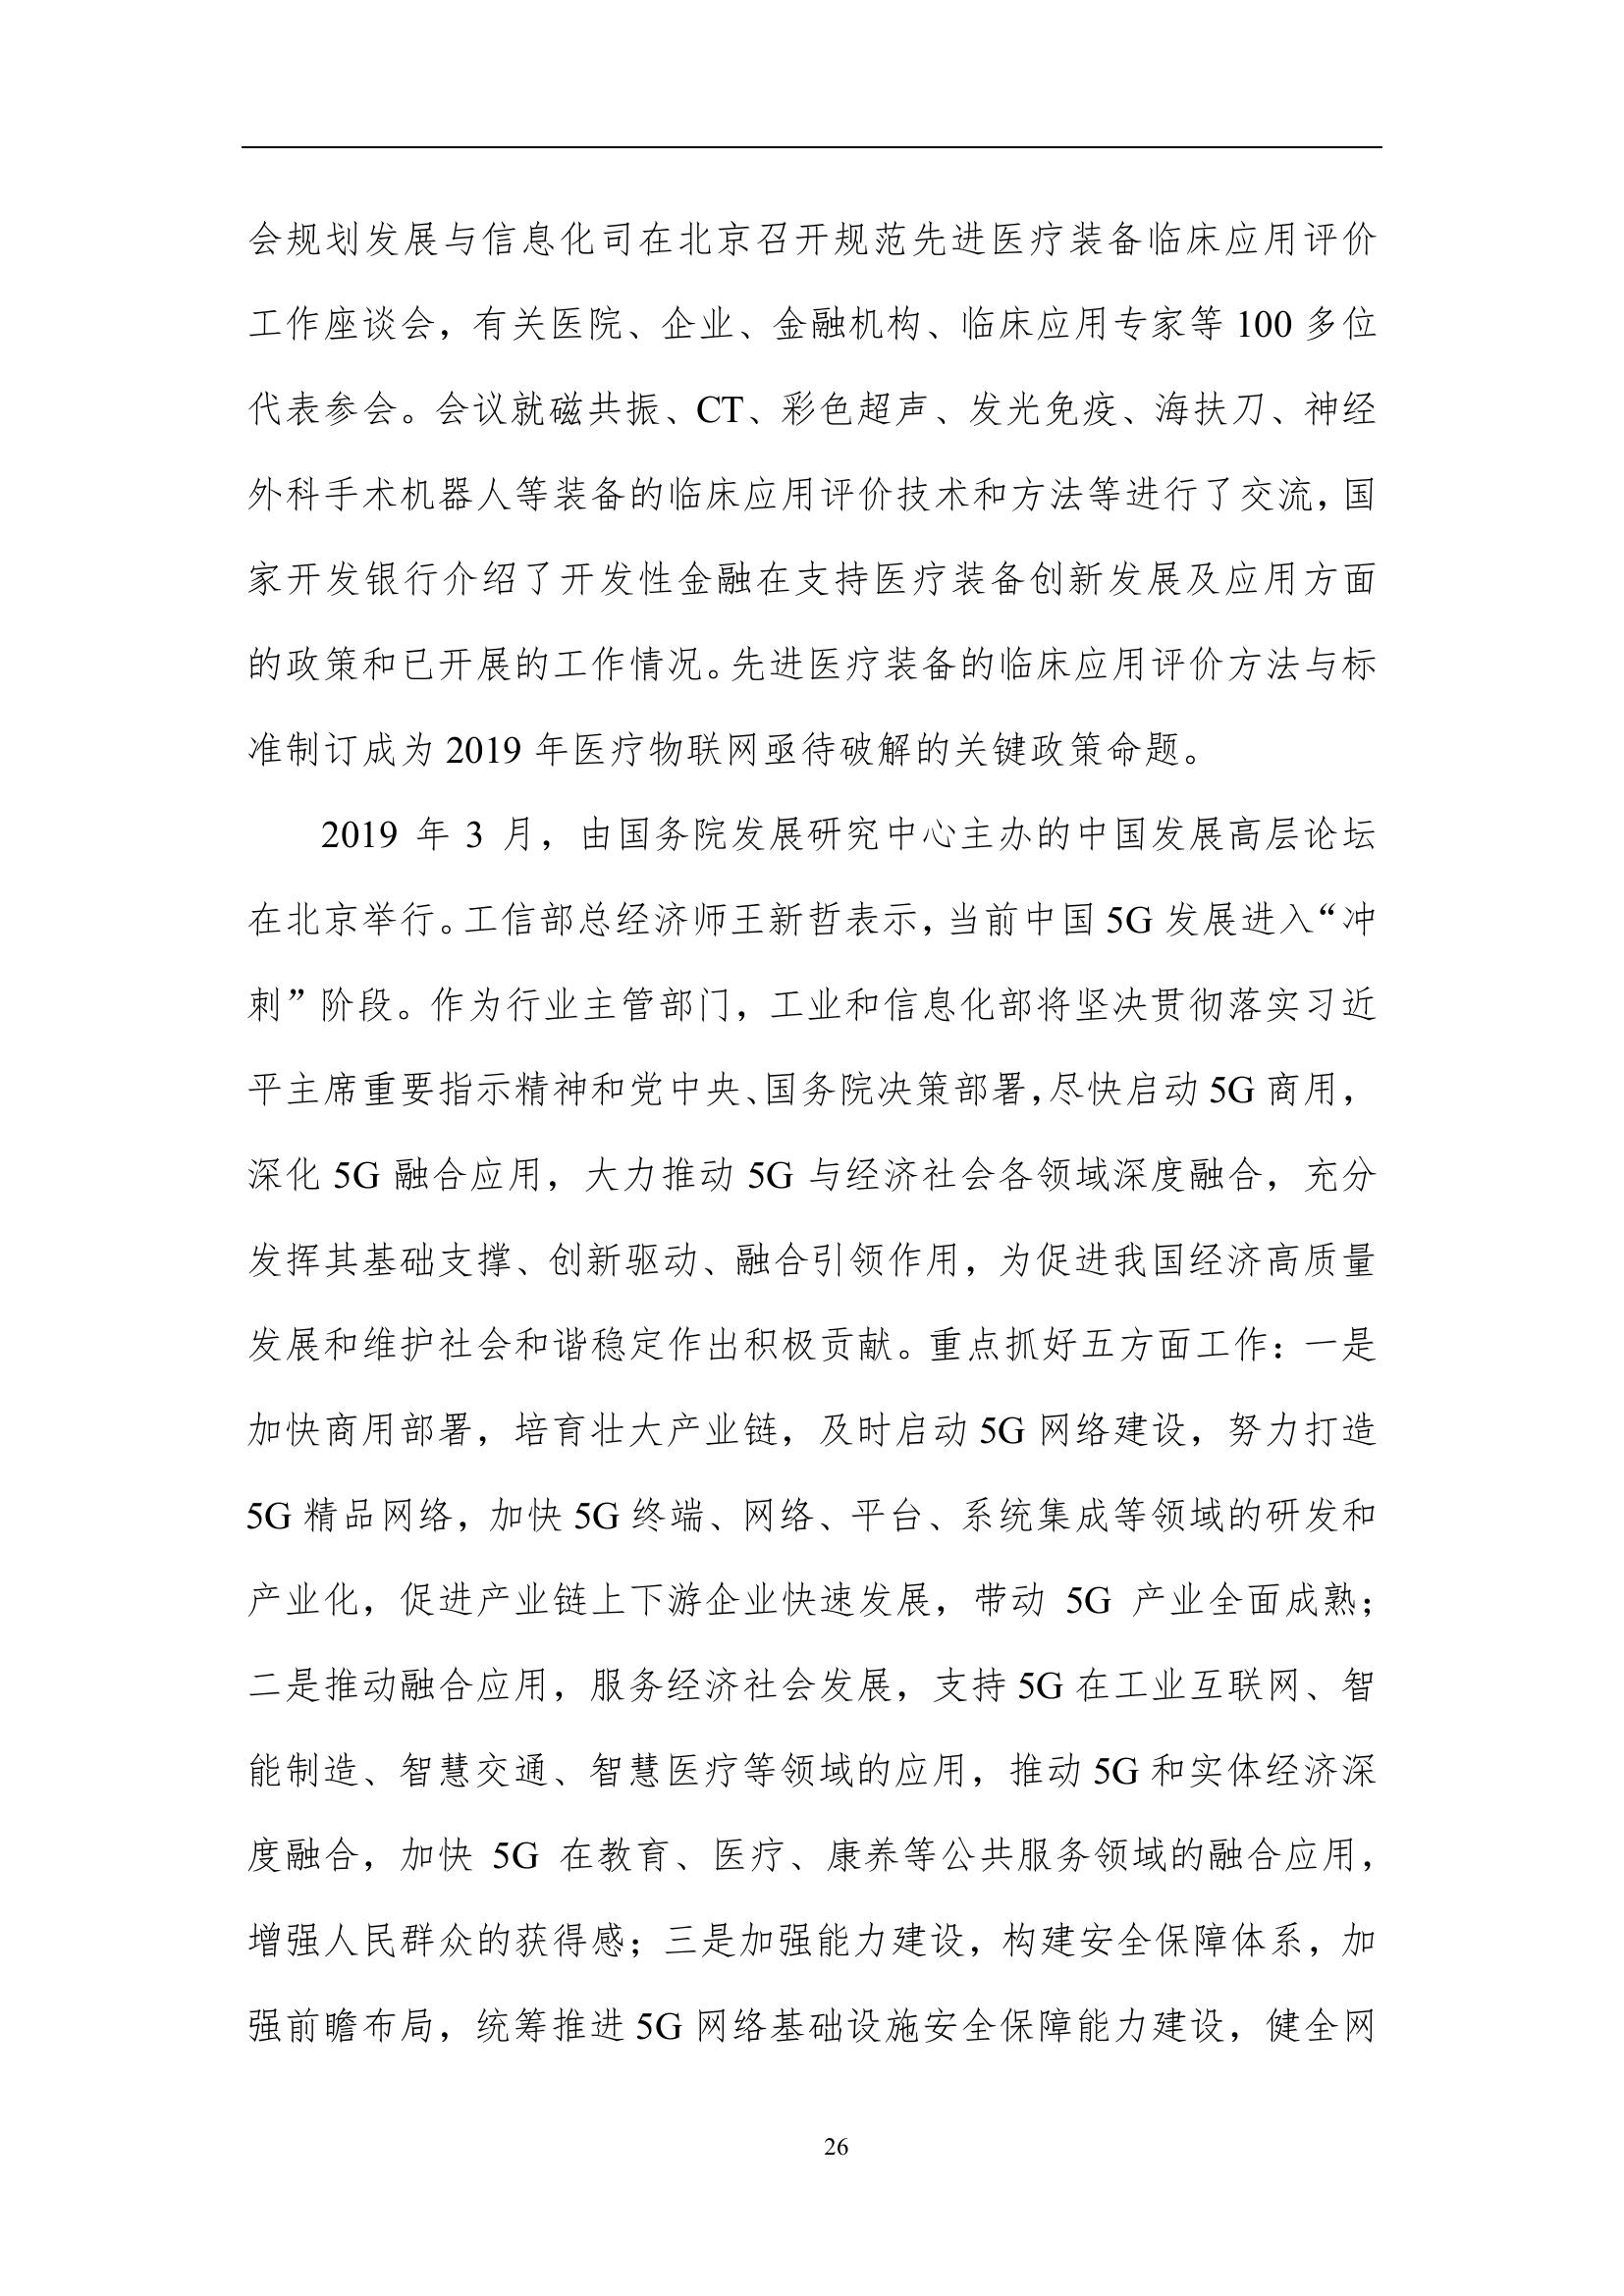 会规划发展与信息化司在北京召开规范先进医疗装备临床应用评价
工作座谈会，有关医院、企业、金融机构、临床应用专家等 100 多位
代表参会。会议就磁共振、CT、彩色超声、发光免疫、海扶刀、神经
外科手术机器人等装备的临床应用评价技术和方法等进行了交流，国
家开发银行介绍了开发性金融在支持医疗装备创新发展及应用方面
的政策和已开展的工作情况。先进医疗装备的临床应用评价方法与标
准制订成为 2019 年医疗物联网亟待破解的关键政策命题。
2019 年 3 月，由国务院发展研究中心主办的中国发展高层论坛
在北京举行。工信部总经济师王新哲表示，当前中国 5G 发展进入“冲
刺”阶段。作为行业主管部门，工业和信息化部将坚决贯彻落实习近
平主席重要指示精神和党中央、国务院决策部署，尽快启动 5G 商用，
深化 5G 融合应用，大力推动 5G 与经济社会各领域深度融合，充分
发挥其基础支撑、创新驱动、融合引领作用，为促进我国经济高质量
发展和维护社会和谐稳定作出积极贡献。重点抓好五方面工作：一是
加快商用部署，培育壮大产业链，及时启动 5G 网络建设，努力打造
5G 精品网络，加快 5G 终端、网络、平台、系统集成等领域的研发和
产业化，促进产业链上下游企业快速发展，带动 5G 产业全面成熟；
二是推动融合应用，服务经济社会发展，支持 5G 在工业互联网、智
能制造、智慧交通、智慧医疗等领域的应用，推动 5G 和实体经济深
度融合，加快 5G 在教育、医疗、康养等公共服务领域的融合应用，
增强人民群众的获得感；三是加强能力建设，构建安全保障体系，加
强前瞻布局，统筹推进 5G 网络基础设施安全保障能力建设，健全网
26